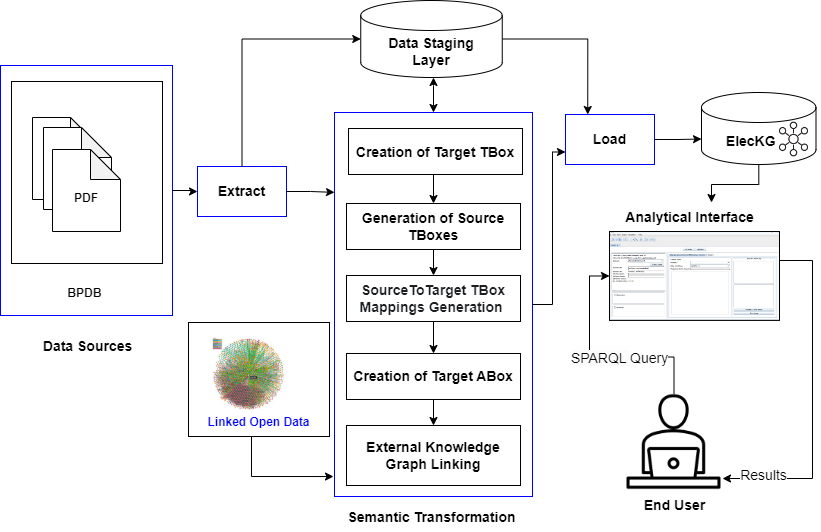 Data Staging
Layer
Load
ElecKG
Creation of Target TBox
PDF
Extract
Generation of Source
TBoxes
Analytical Interface
BPDB
SourceToTarget TBox
Mappings Generation
Data Sources
SPARQL Query
Creation of Target ABox
Linked Open Data
External Knowledge
Graph Linking
Results
End User
Semantic Transformation